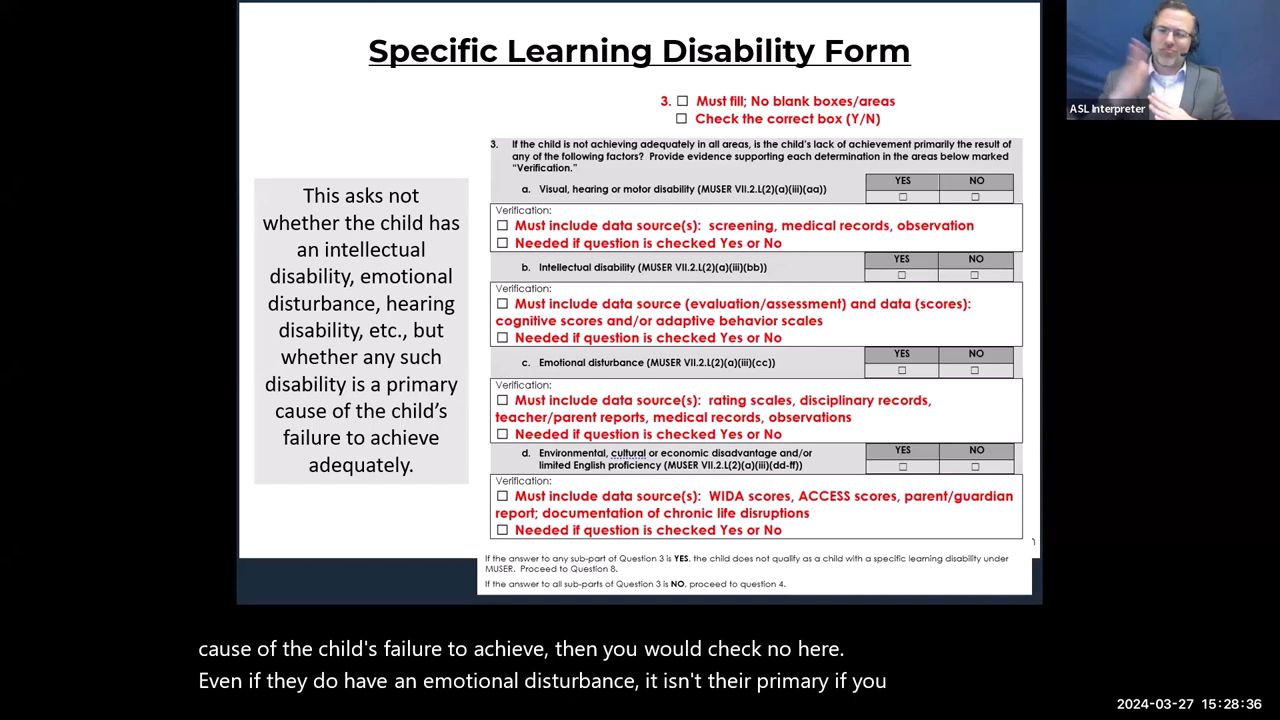 Specific Learning Disability Form
3. ☐ Must fill; No blank boxes/areas
☐ Check the correct box (Y/N)
This asks not
whether the child has
an intellectual
disability, emotional
disturbance, hearing
disability, etc., but
whether any such
disability is a primary
cause of the child's
failure to achieve
adequately.
3. If the child is not achieving adequately in all areas, is the child's lack of achievement primarily the result of
any of the following factors? Provide evidence supporting each determination in the areas below marked
"Verification."
a. Visual, hearing or motor disability (MUSER VII.2.L(2)(a)(iii)(aa))
YES NO
☐ ☐
Verification:
☐ Must include data source(s): screening, medical records, observation
☐ Needed if question is checked Yes or No
b. Intellectual disability (MUSER VII.2.L(2)(a)(iii)(bb))
YES NO
☐ ☐
Verification:
☐ Must include data source (evaluation/assessment) and data (scores):
cognitive scores and/or adaptive behavior scales
☐ Needed if question is checked Yes or No
c. Emotional disturbance (MUSER VII.2.L(2)(a)(iii)(cc))
YES NO
☐ ☐
Verification:
☐ Must include data source(s): rating scales, disciplinary records,
teacher/parent reports, medical records, observations
☐ Needed if question is checked Yes or No
d. Environmental, cultural or economic disadvantage and/or
limited English proficiency (MUSER VII.2.L(2)(a)(iii)(dd-ff))
YES NO
☐ ☐
Verification:
☐ Must include data source(s): WIDA scores, ACCESS scores, parent/guardian
report; documentation of chronic life disruptions
☐ Needed if question is checked Yes or No
If the answer to any sub-part of Question 3 is YES, the child does not qualify as a child with a specific learning disability under
MUSER. Proceed to Question 8.
If the answer to all sub-parts of Question 3 is NO, proceed to question 4.
ASL Interpreter
cause of the child's failure to achieve, then you would check no here.
Even if they do have an emotional disturbance, it isn't their primary if you
2024-03-27 15:28:36